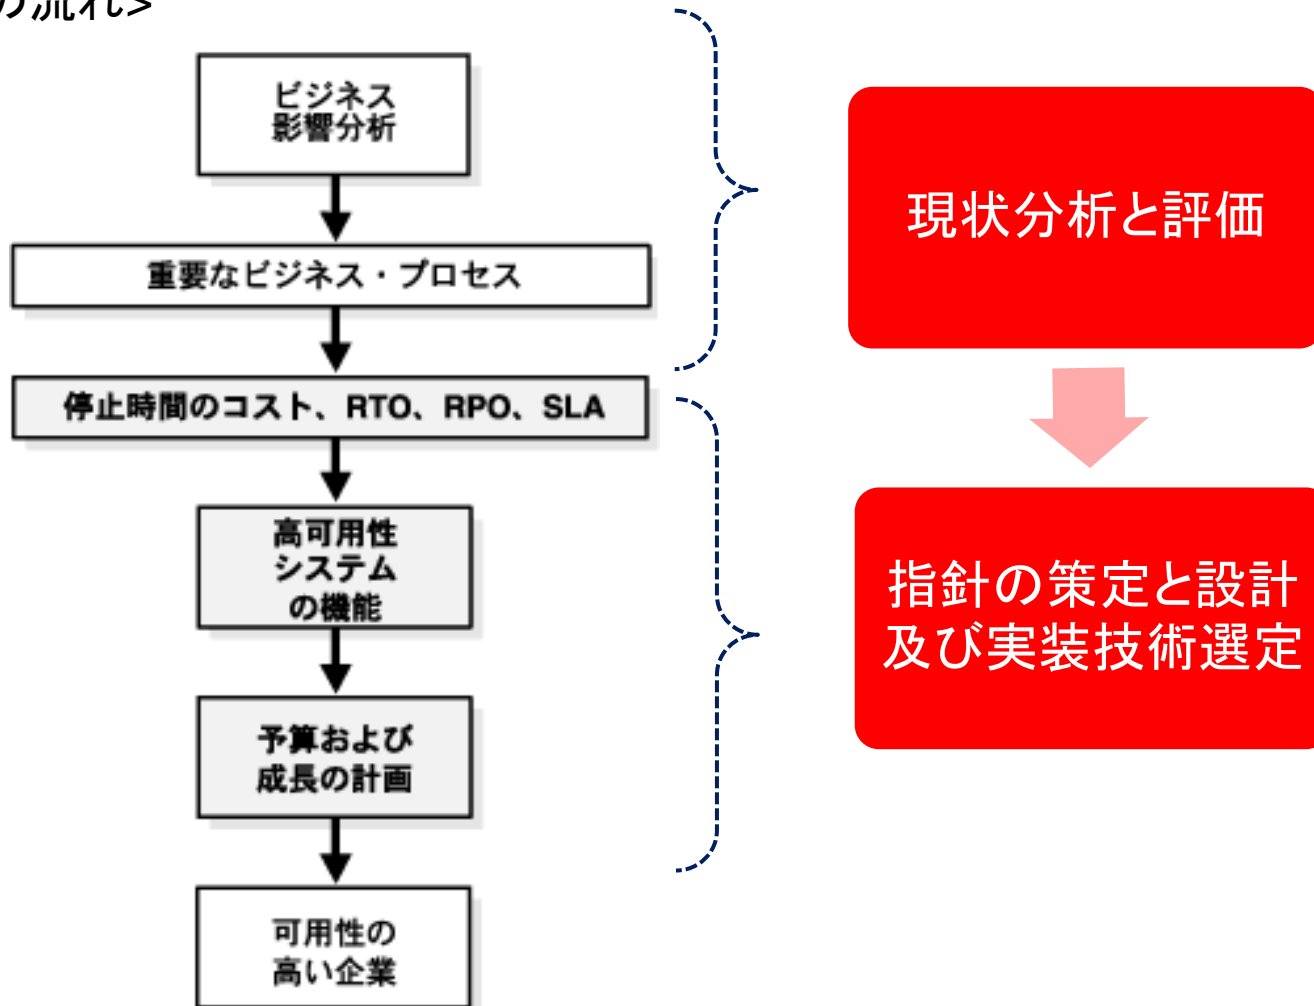 の流れ>
ビジネス
影響分析
重要なビジネス・プロセス
停止時間のコスト、RTO、RPO、SLA
高可用性
システム
の機能
予算および
成長の計画
可用性の
高い企業
現状分析と評価
指針の策定と設計
及び実装技術選定